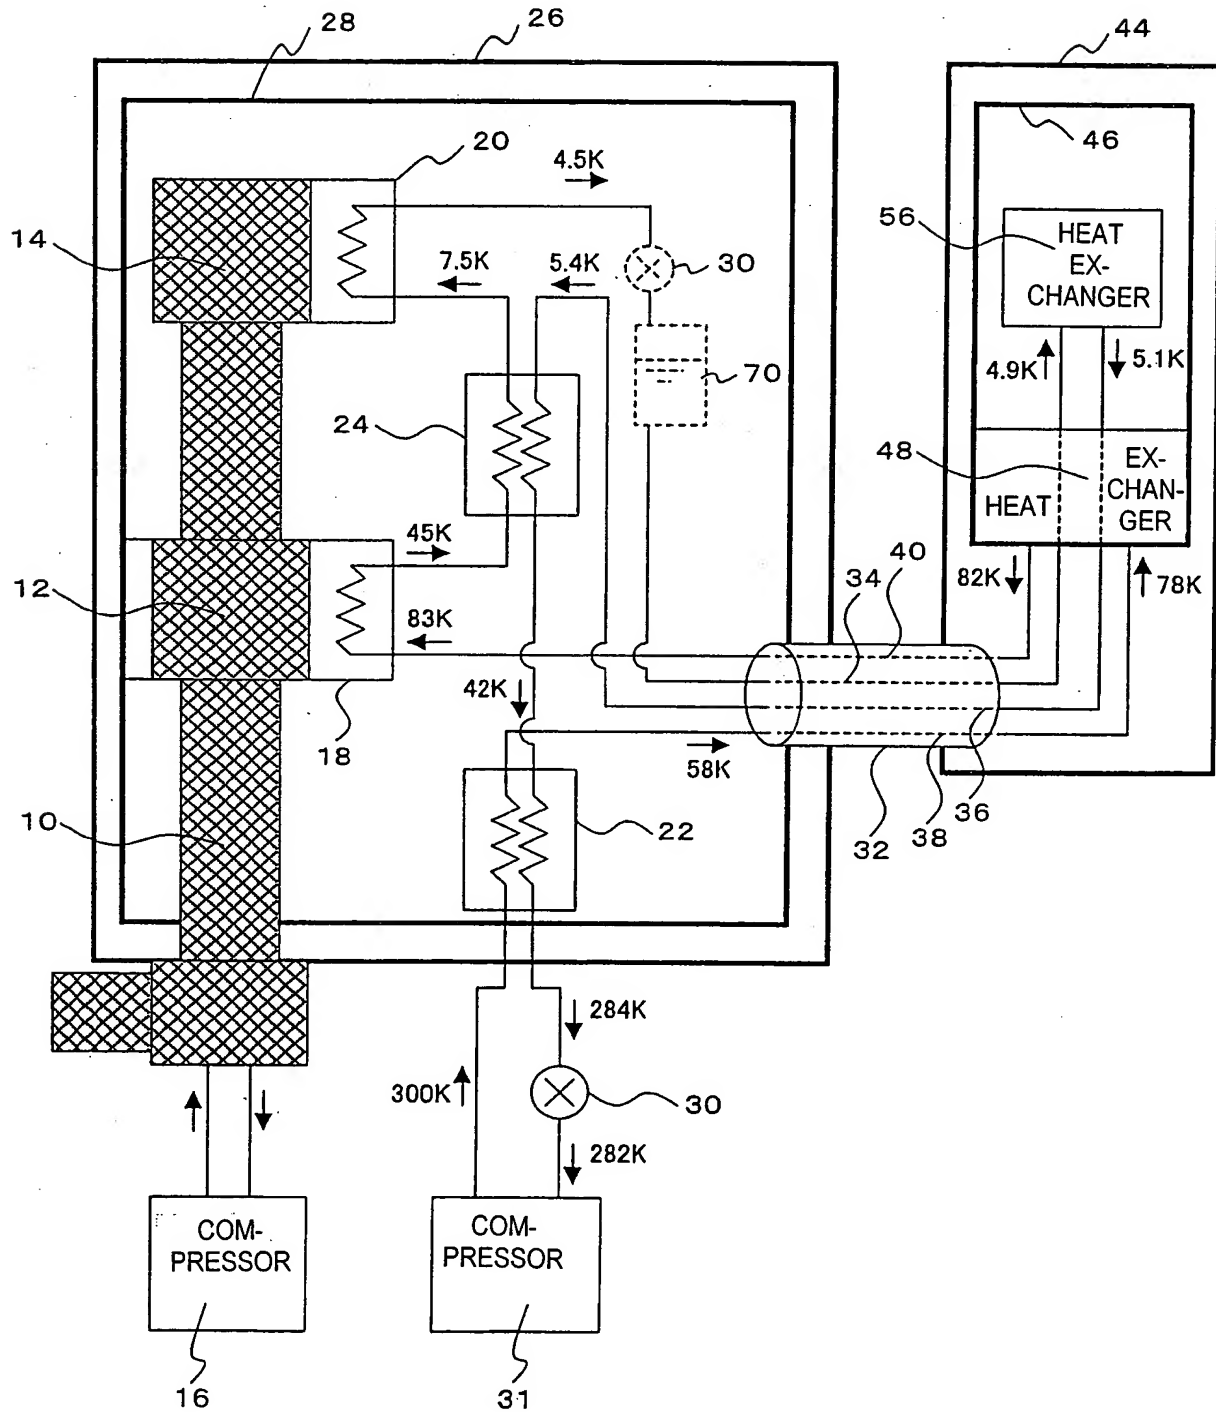 28
26
44
20
4.5K
46
14
7.5K
5.4K
30
56
HEAT
EX-
CHANGER
4.9K
5.1K
70
24
48
HEAT
EX-
CHAN-
GER
45K
12
83K
34
40
82K
78K
42K
18
58K
36
38
32
10
22
284K
300K
30
282K
COM-
PRESSOR
COM-
PRESSOR
16
31